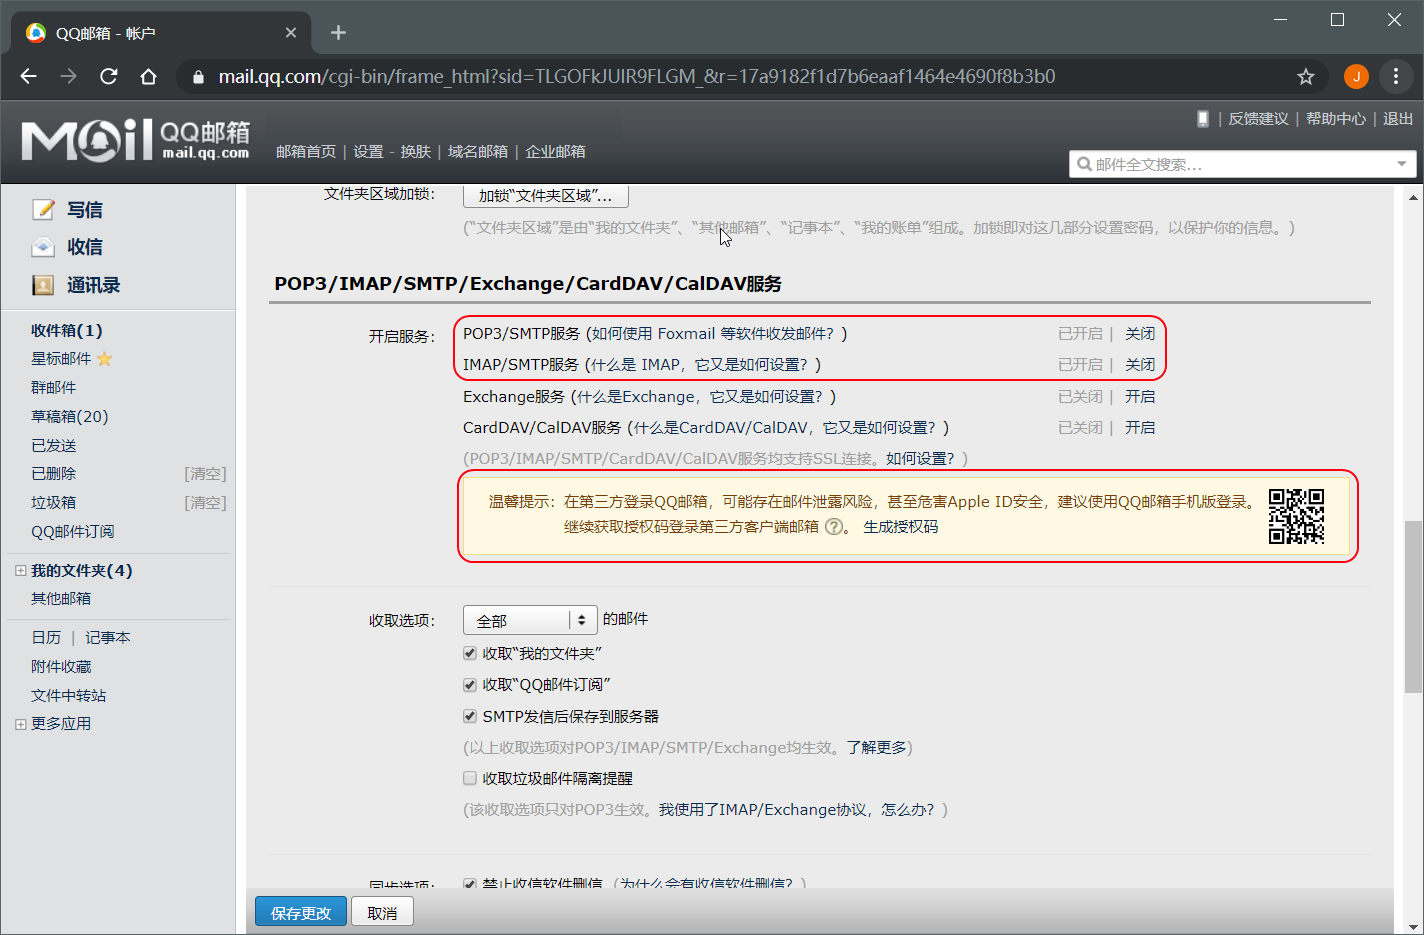 QQ邮箱 - 帐户
mail.qq.com/cgi-bin/frame_html?sid=TLGOFkJUIR9FLGM_&r=17a9182f1d7b6eaaf1464e4690f8b3b0
J
Mail QQ邮箱
mail.qq.com
邮箱首页 | 设置 - 换肤 | 域名邮箱 | 企业邮箱
| 反馈建议 | 帮助中心 | 退出
邮件全文搜索...
写信
收信
通讯录
收件箱(1)
星标邮件
群邮件
草稿箱(20)
已发送
已删除 [清空]
垃圾箱 [清空]
QQ邮件订阅
我的文件夹(4)
其他邮箱
日历 | 记事本
附件收藏
文件中转站
更多应用
文件夹区域加锁: 加锁“文件夹区域”...
(“文件夹区域”是由“我的文件夹”、“其他邮箱”、“记事本”、“我的账单”组成。加锁即对这几部分设置密码，以保护你的信息。)
POP3/IMAP/SMTP/Exchange/CardDAV/CalDAV服务
开启服务: POP3/SMTP服务 (如何使用 Foxmail 等软件收发邮件？) 已开启 | 关闭
IMAP/SMTP服务 (什么是 IMAP，它又是如何设置？) 已开启 | 关闭
Exchange服务 (什么是Exchange，它又是如何设置？) 已关闭 | 开启
CardDAV/CalDAV服务 (什么是CardDAV/CalDAV，它又是如何设置？) 已关闭 | 开启
(POP3/IMAP/SMTP/CardDAV/CalDAV服务均支持SSL连接。如何设置？)
温馨提示: 在第三方登录QQ邮箱，可能存在邮件泄露风险，甚至危害Apple ID安全，建议使用QQ邮箱手机版登录。
继续获取授权码登录第三方客户端邮箱 ?。 生成授权码
收取选项: 全部 的邮件
收取“我的文件夹”
收取“QQ邮件订阅”
SMTP发信后保存到服务器
(以上收取选项对POP3/IMAP/SMTP/Exchange均生效。了解更多)
收取垃圾邮件隔离提醒
(该收取选项只对POP3生效。我使用了IMAP/Exchange协议，怎么办？)
同步选项: 禁止收信软件删信 (为什么会有收信软件删信？)
保存更改 取消